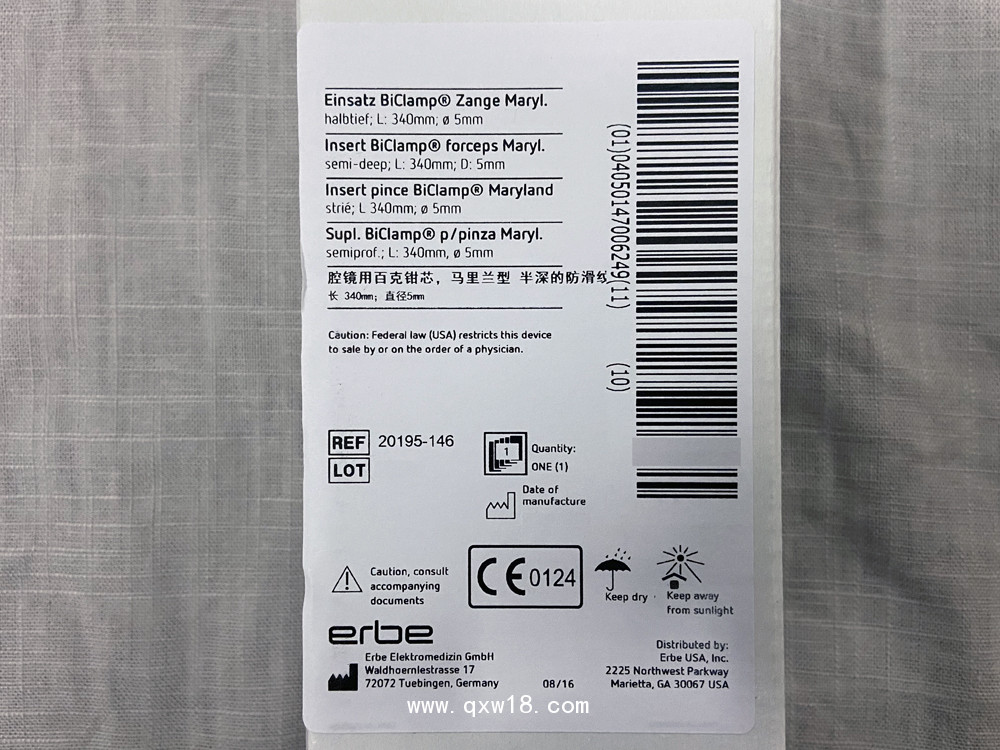 Einsatz BiClamp® Zange Maryl.
halbtief; L: 340mm; ø 5mm
Insert BiClamp® forceps Maryl.
semi-deep; L: 340mm; D: 5mm
Insert pince BiClamp® Maryland
strié; L 340mm; ø 5mm
Supl. BiClamp® p/pinza Maryl.
semiprof.; L: 340mm, ø 5mm
腔镜用百克钳芯，马里兰型 半深的防滑纹
长 340mm；直径5mm
(01)04050147006249(11)
(10)
Caution: Federal law (USA) restricts this device
to sale by or on the order of a physician.
REF 20195-146
LOT
1
Quantity:
ONE (1)
Date of
manufacture
Caution, consult
accompanying
documents
CE 0124
Keep dry
Keep away
from sunlight
erbe
Erbe Elektromedizin GmbH
Waldhoernlestrasse 17
72072 Tuebingen, Germany
08/16
Distributed by:
Erbe USA, Inc.
2225 Northwest Parkway
Marietta, GA 30067 USA
www.qxw18.com